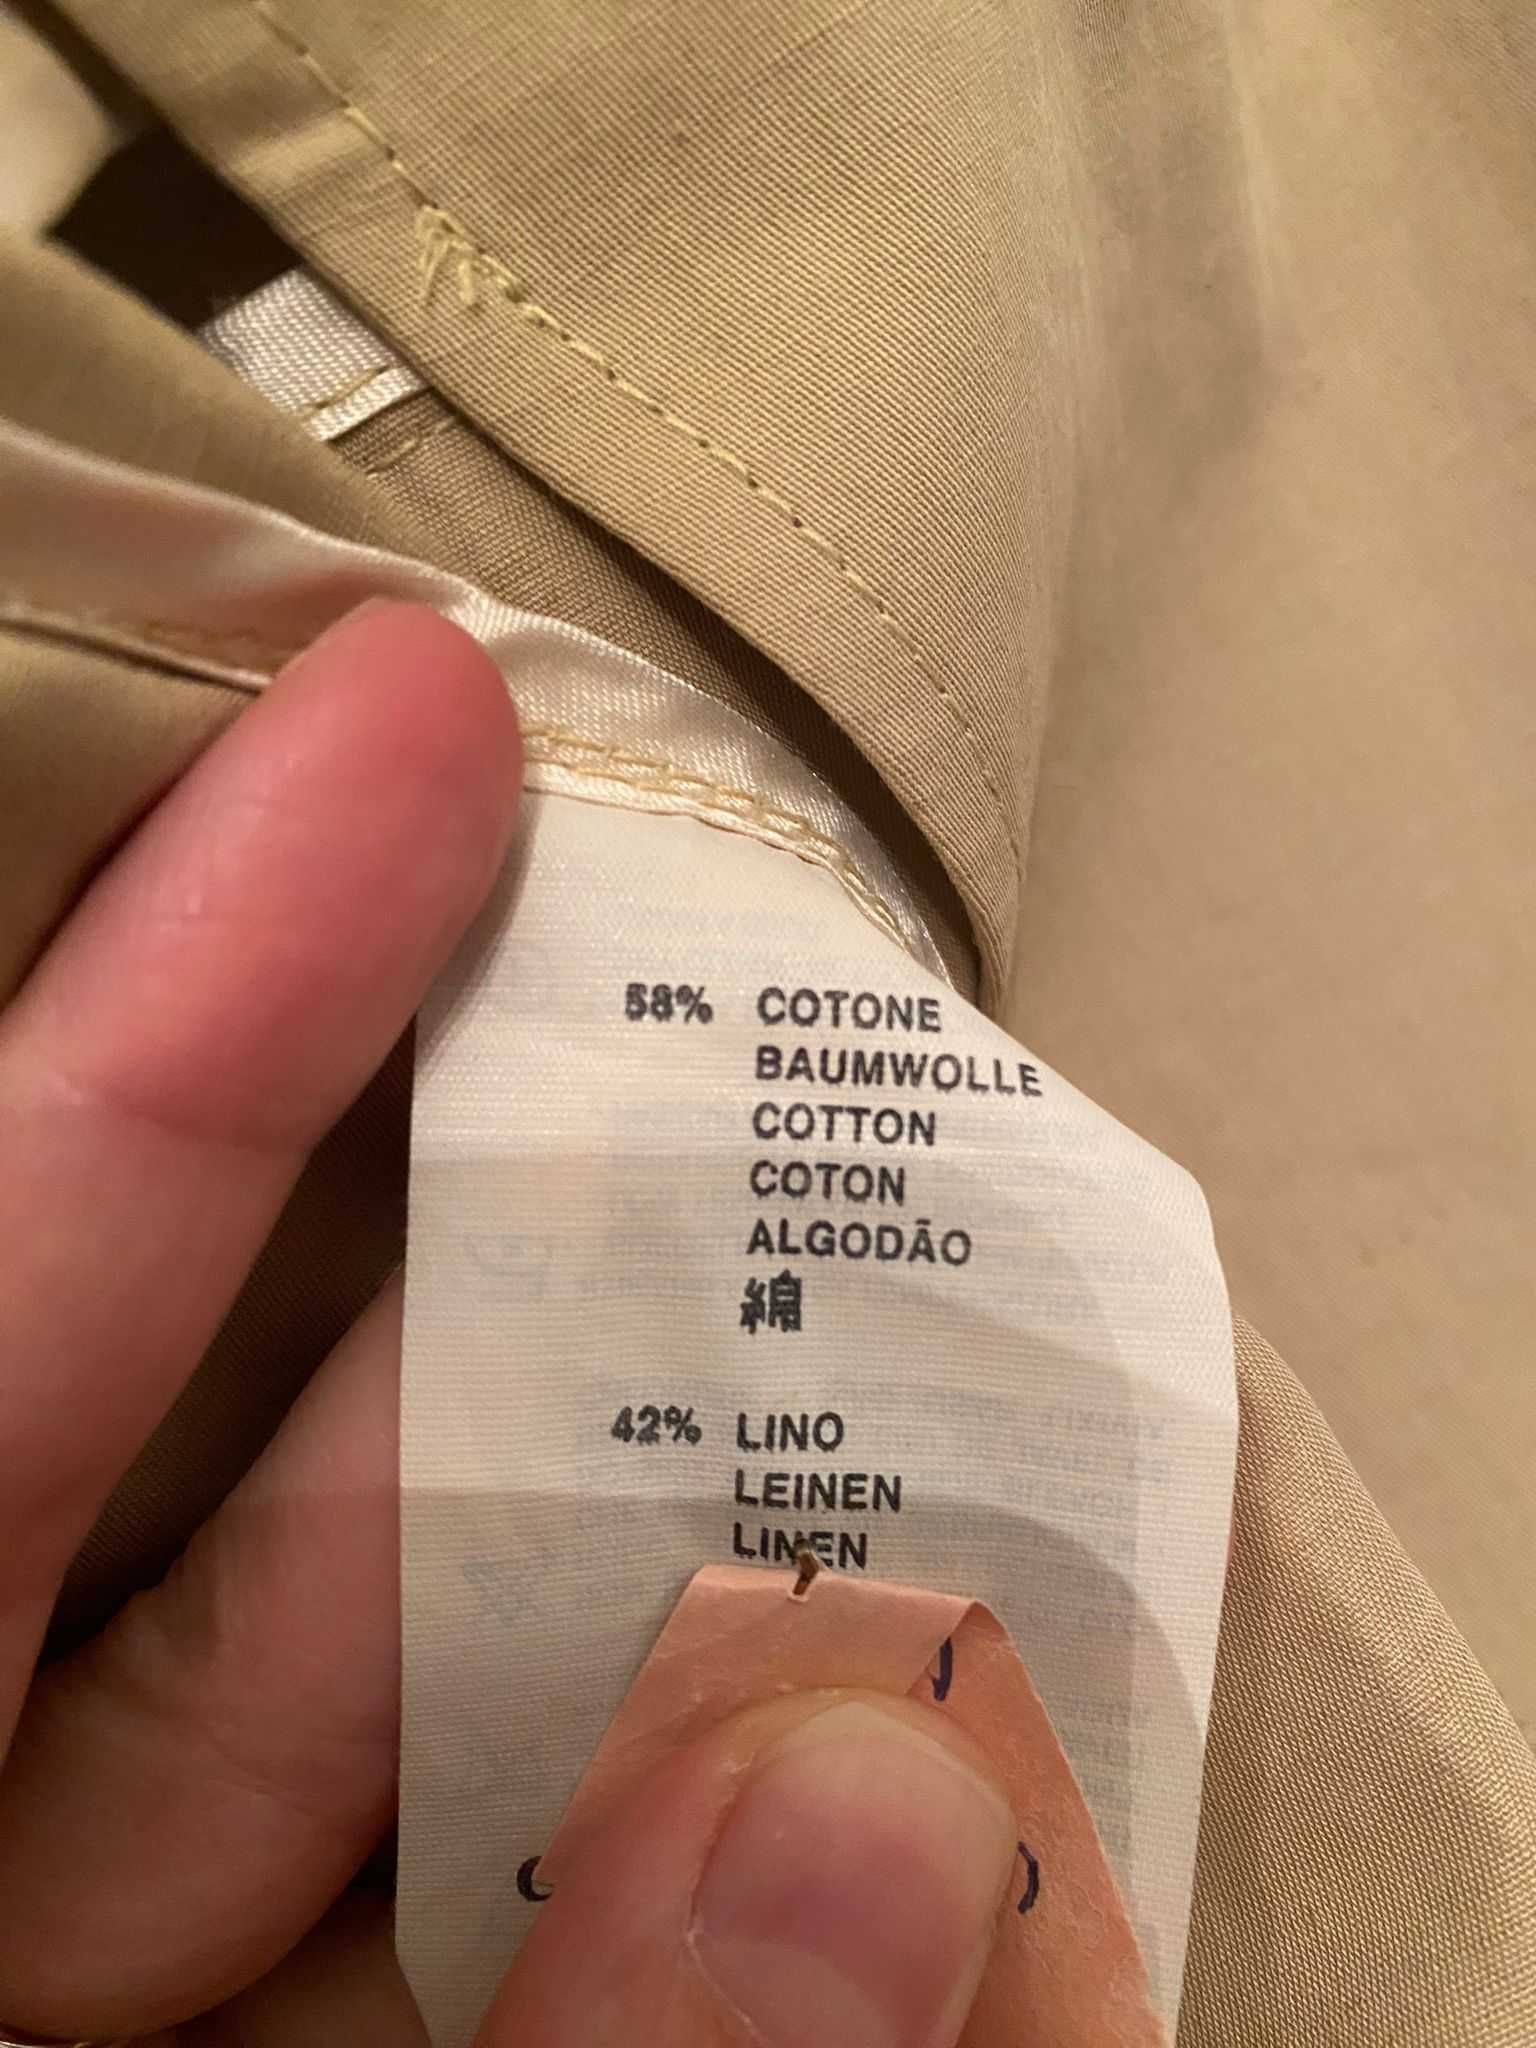 58% COTONE
BAUMWOLLE
COTTON
COTON
ALGODÃO
綿
42% LINO
LEINEN
LINEN